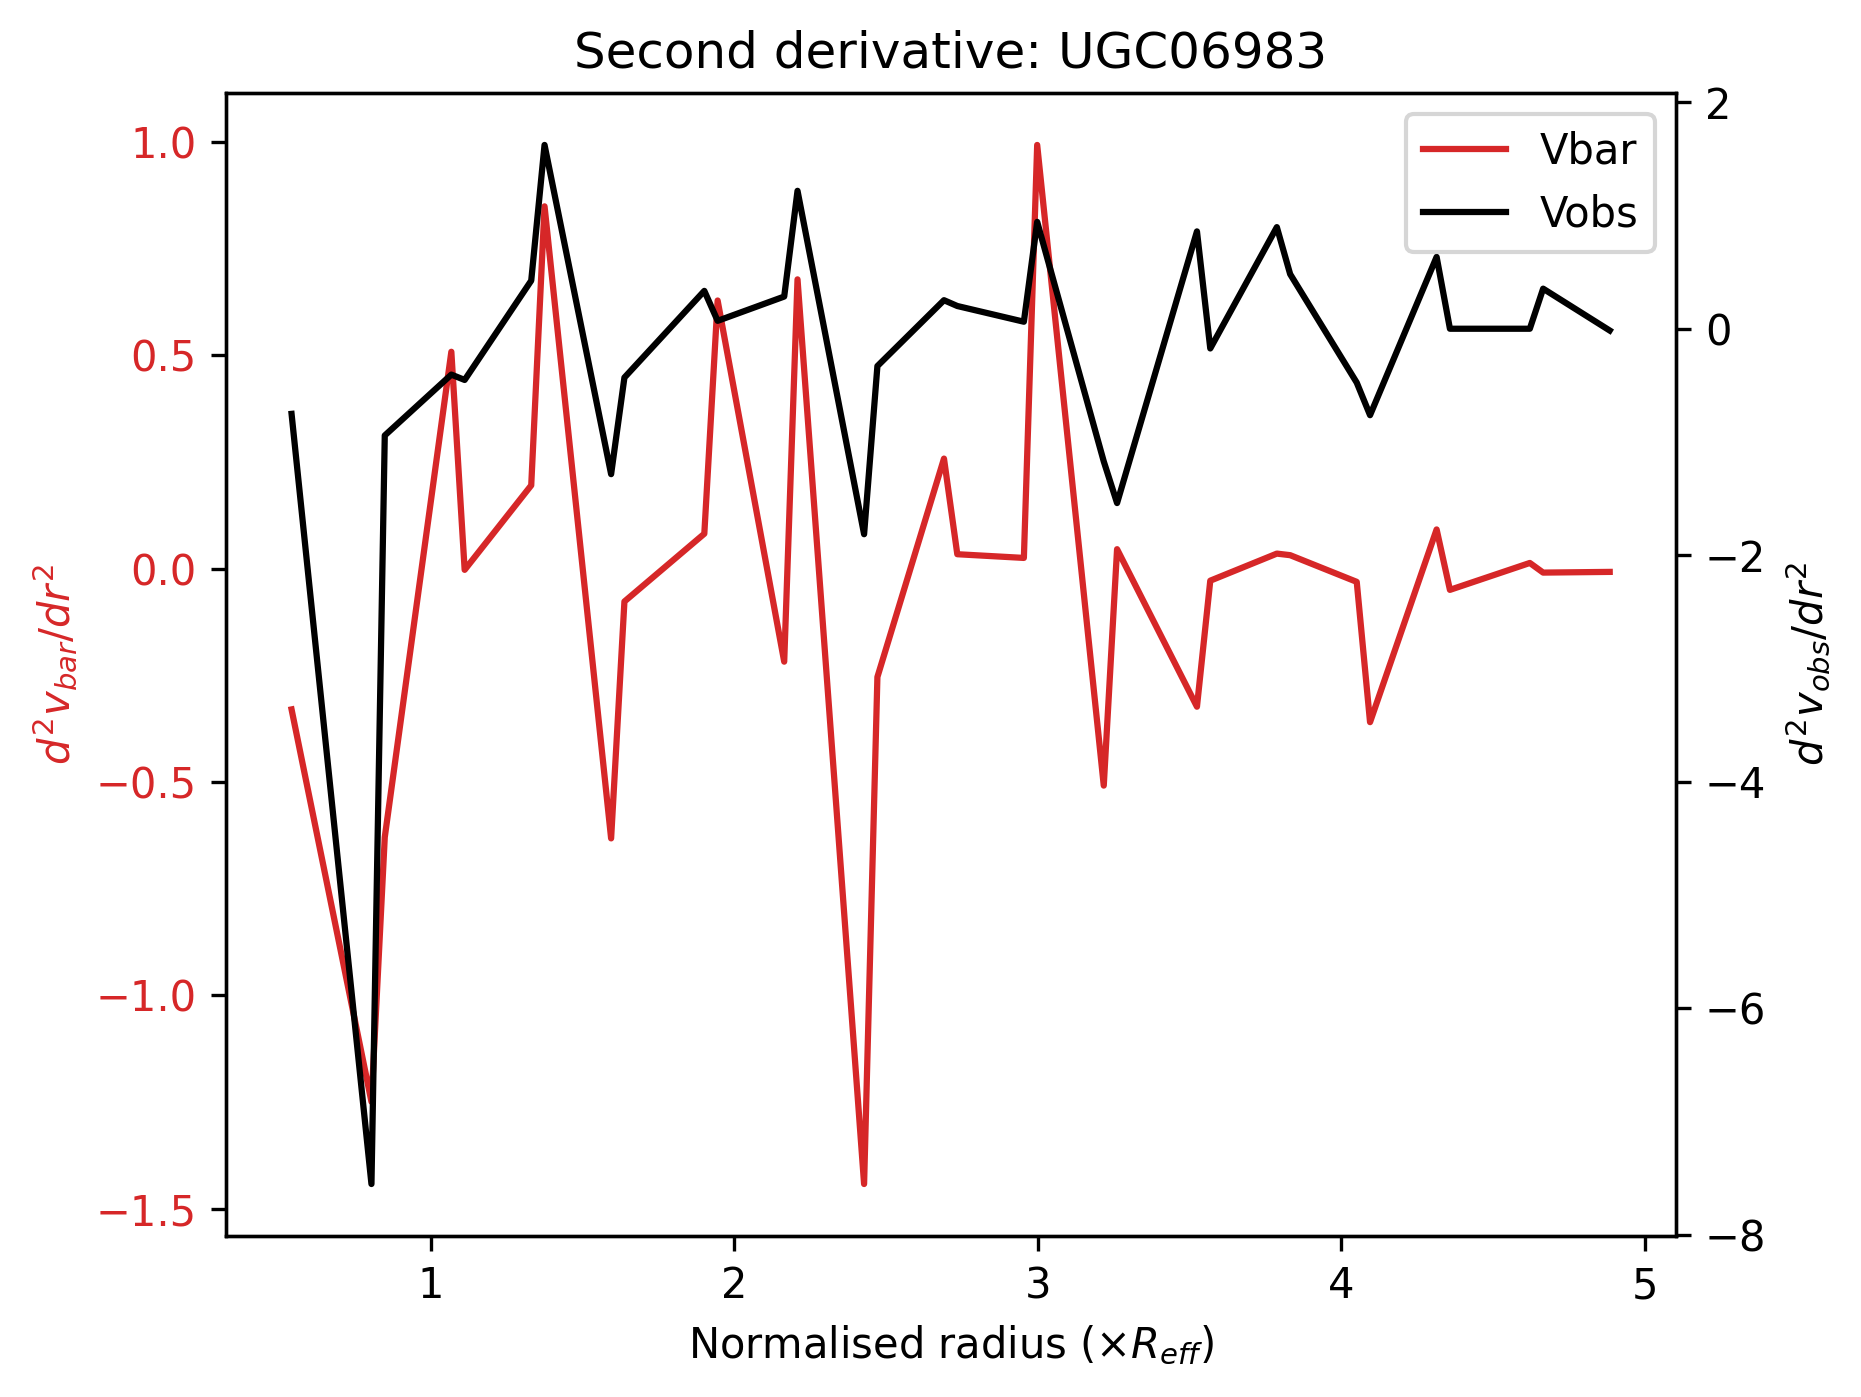 Second derivative: UGC06983
Vbar
Vobs
1.0
0.5
0.0
−0.5
−1.0
−1.5
d²v_bar/dr²
2
0
−2
−4
−6
−8
d²v_obs/dr²
1 2 3 4 5
Normalised radius (×R_eff)